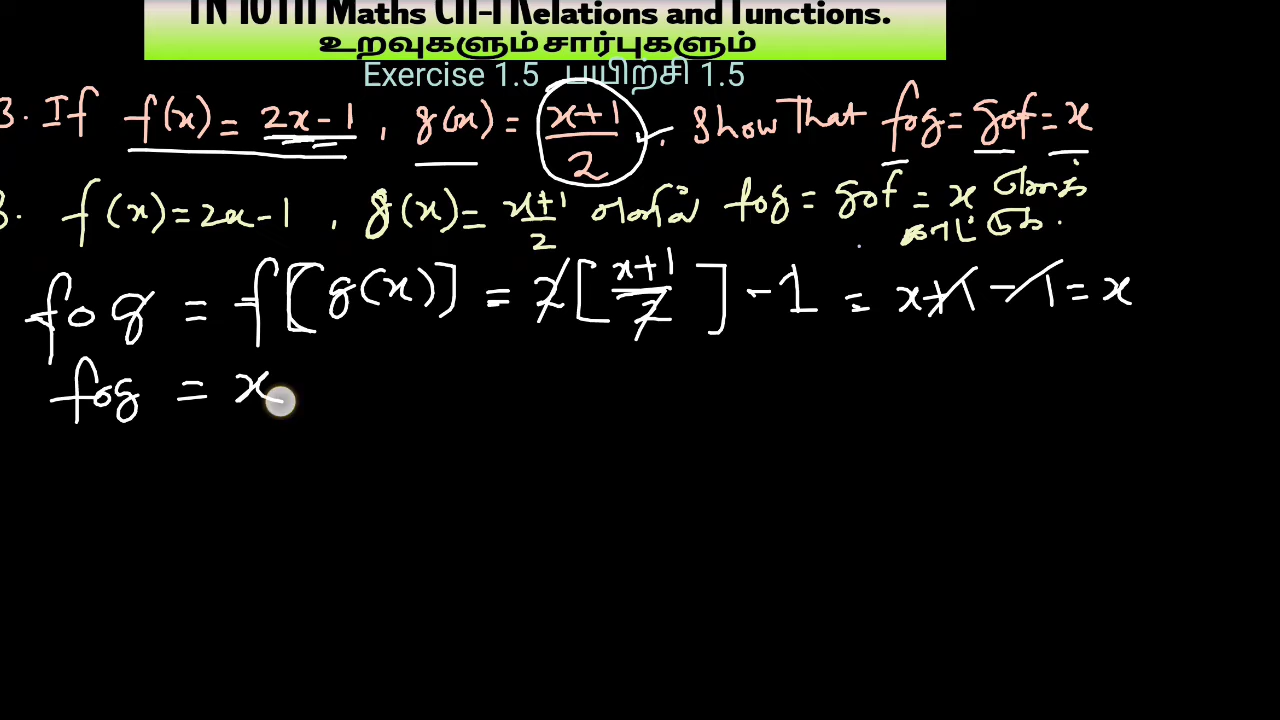 TN 10TH Maths CH-1 Relations and Functions.
உறவுகளும் சார்புகளும்
Exercise 1.5 பயிற்சி 1.5
3. If f(x) = 2x-1, g(x) = x+1/2, Show That fog = gof = x
3. f(x) = 2x-1, g(x) = x+1/2 எனில் fog = gof = x எனக்
காட்டுக.
fog = f[g(x)] = 2[x+1/2] - 1 = x+1-1 = x
fog = x